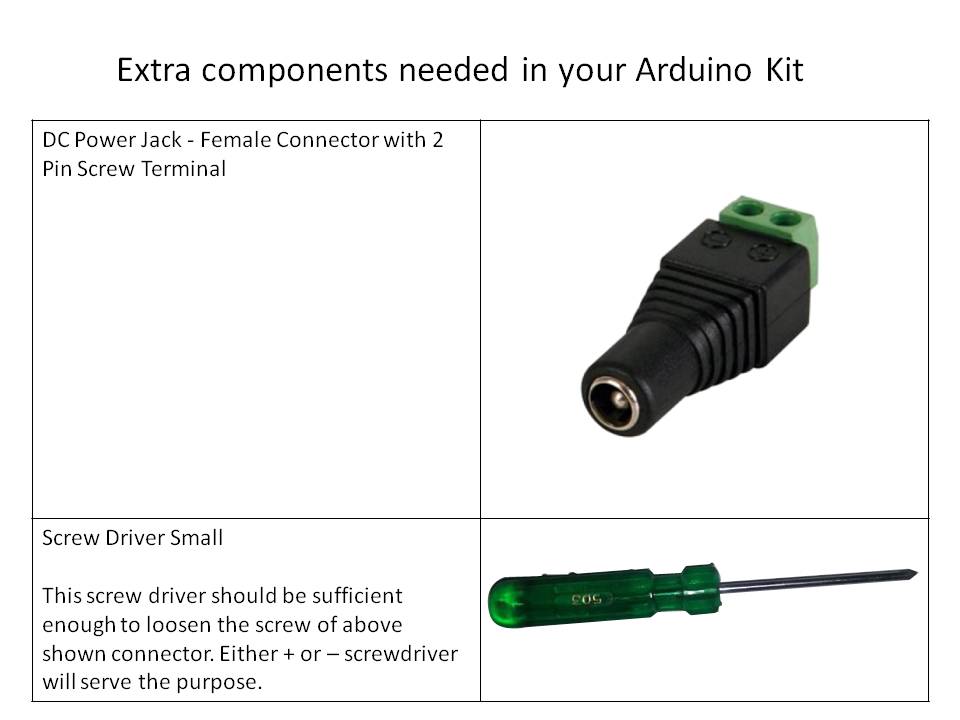 Extra components needed in your Arduino Kit
DC Power Jack - Female Connector with 2
Pin Screw Terminal
Screw Driver Small
This screw driver should be sufficient
enough to loosen the screw of above
shown connector. Either + or – screwdriver
will serve the purpose.
503